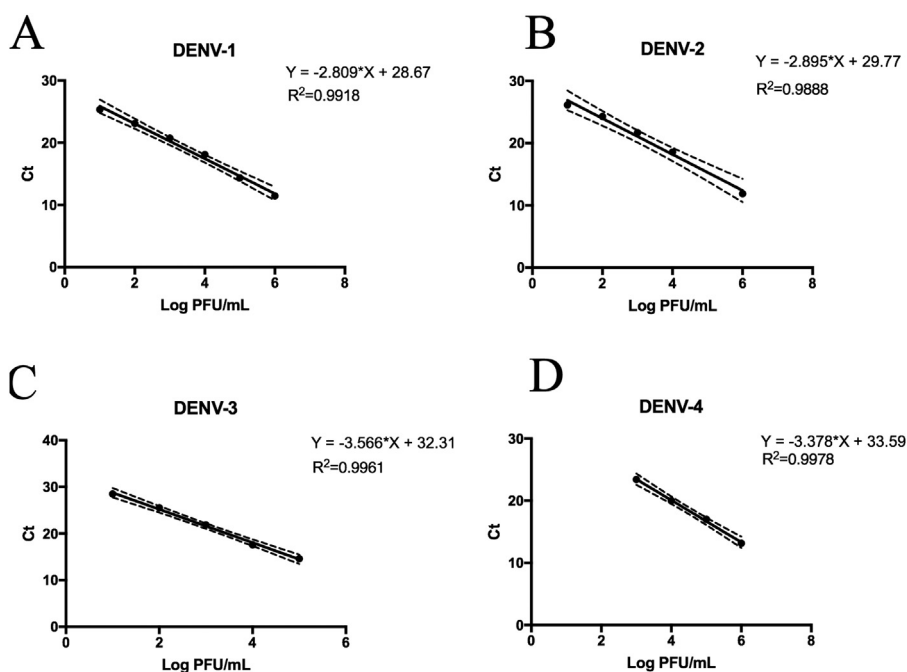 A
DENV-1
Y = -2.809*X + 28.67
R²=0.9918
30
20
10
0
Ct
0 2 4 6 8
Log PFU/mL
B
DENV-2
Y = -2.895*X + 29.77
R²=0.9888
30
20
10
0
Ct
0 2 4 6 8
Log PFU/mL
C
DENV-3
Y = -3.566*X + 32.31
R²=0.9961
40
30
20
10
0
Ct
0 2 4 6
Log PFU/mL
D
DENV-4
Y = -3.378*X + 33.59
R²=0.9978
30
20
10
0
Ct
0 2 4 6 8
Log PFU/mL